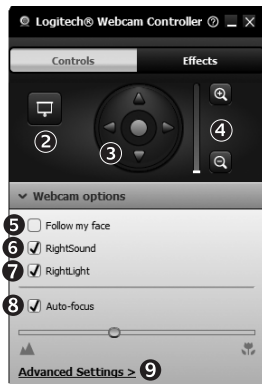 Logitech® Webcam Controller
Controls Effects
2
3
4
Webcam options
5 Follow my face
6 RightSound
7 RightLight
8 Auto-focus
Advanced Settings > 9